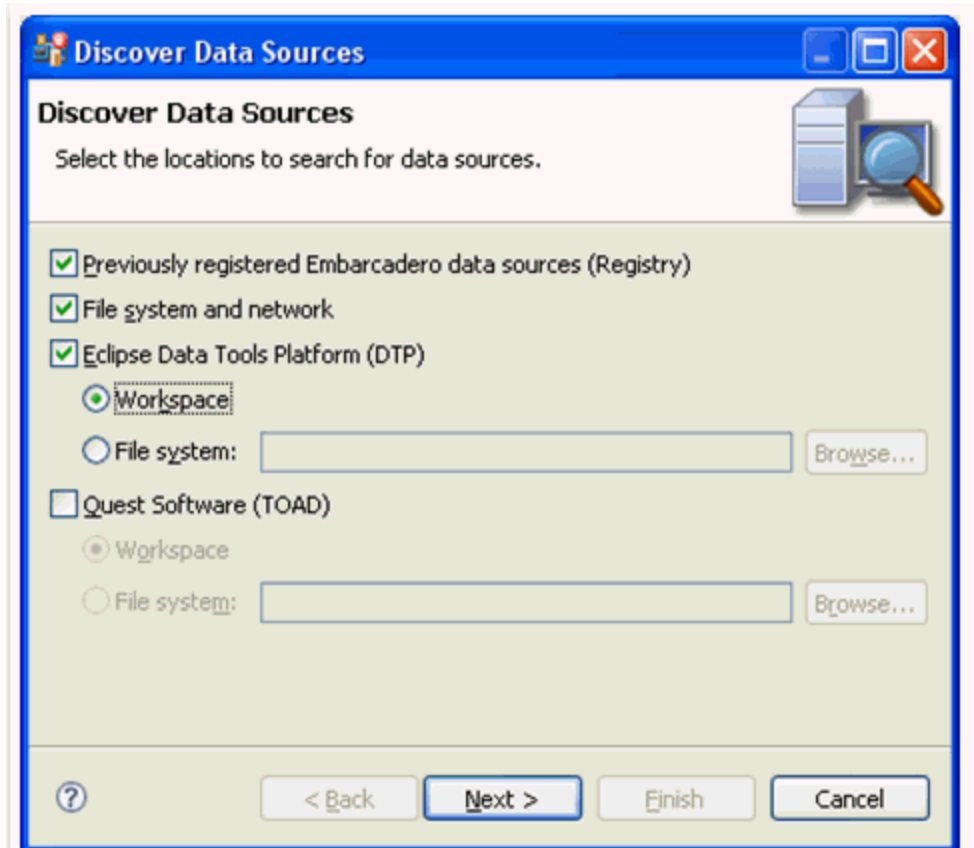 Discover Data Sources
Discover Data Sources
Select the locations to search for data sources.
Previously registered Embarcadero data sources (Registry)
File system and network
Eclipse Data Tools Platform (DTP)
Workspace
File system: Browse...
Quest Software (TOAD)
Workspace
File system: Browse...
? < Back Next > Finish Cancel